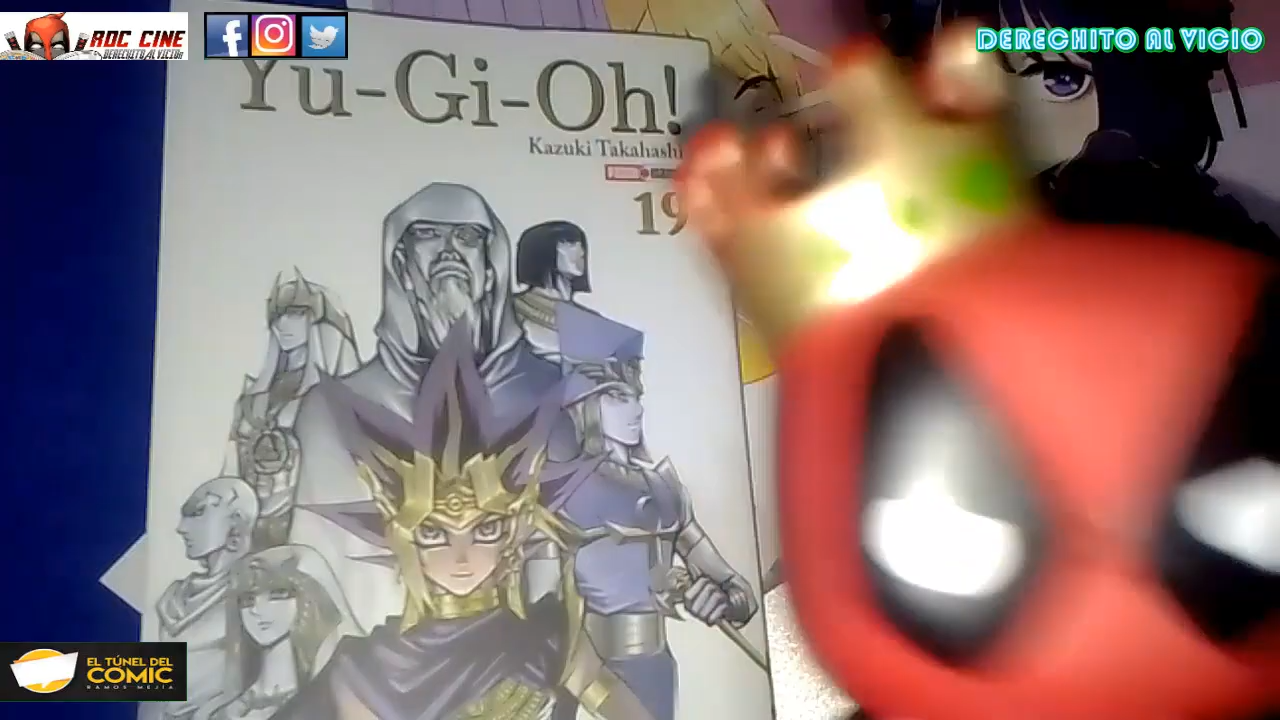 RDC CINE
DERECHITO AL VICIO
DERECHITO AL VICIO
Yu-Gi-Oh!
Kazuki Takahashi
19
EL TÚNEL DEL
COMIC
RAMOS MEJÍA